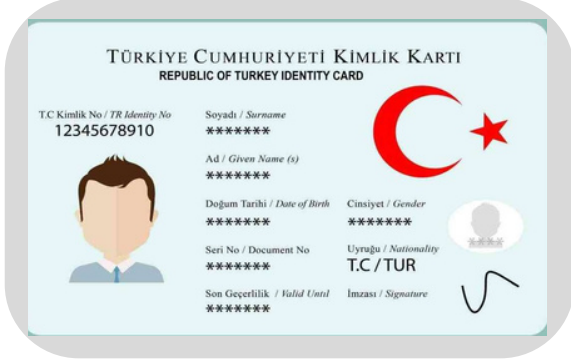 TÜRKİYE CUMHURİYETİ KİMLİK KARTI
REPUBLIC OF TURKEY IDENTITY CARD
T.C Kimlik No / TR Identity No
12345678910
Soyadı / Surname
*******
Ad / Given Name (s)
*******
Doğum Tarihi / Date of Birth
*******
Cinsiyet / Gender
*******
Seri No / Document No
*******
Uyruğu / Nationality
T.C / TUR
Son Geçerlilik / Valid Until
*******
İmzası / Signature
****